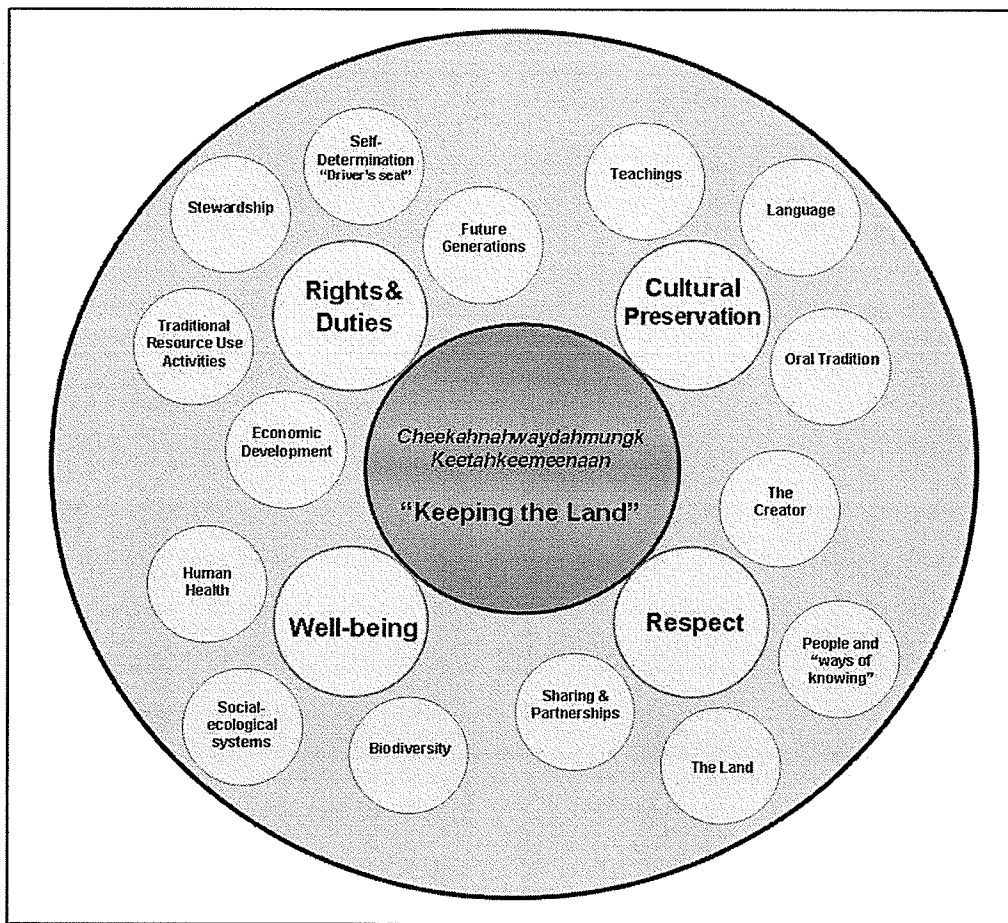 Self-
Determination
"Driver's seat"
Stewardship
Future
Generations
Rights&
Duties
Traditional
Resource Use
Activities
Economic
Development
Teachings
Language
Cultural
Preservation
Oral Tradition
Cheekahnahwaydahmungk
Keetahkeemeenaan
“Keeping the Land”
The
Creator
Human
Health
Well-being
Social-
ecological
systems
Biodiversity
Respect
People and
“ways of
knowing”
Sharing &
Partnerships
The Land